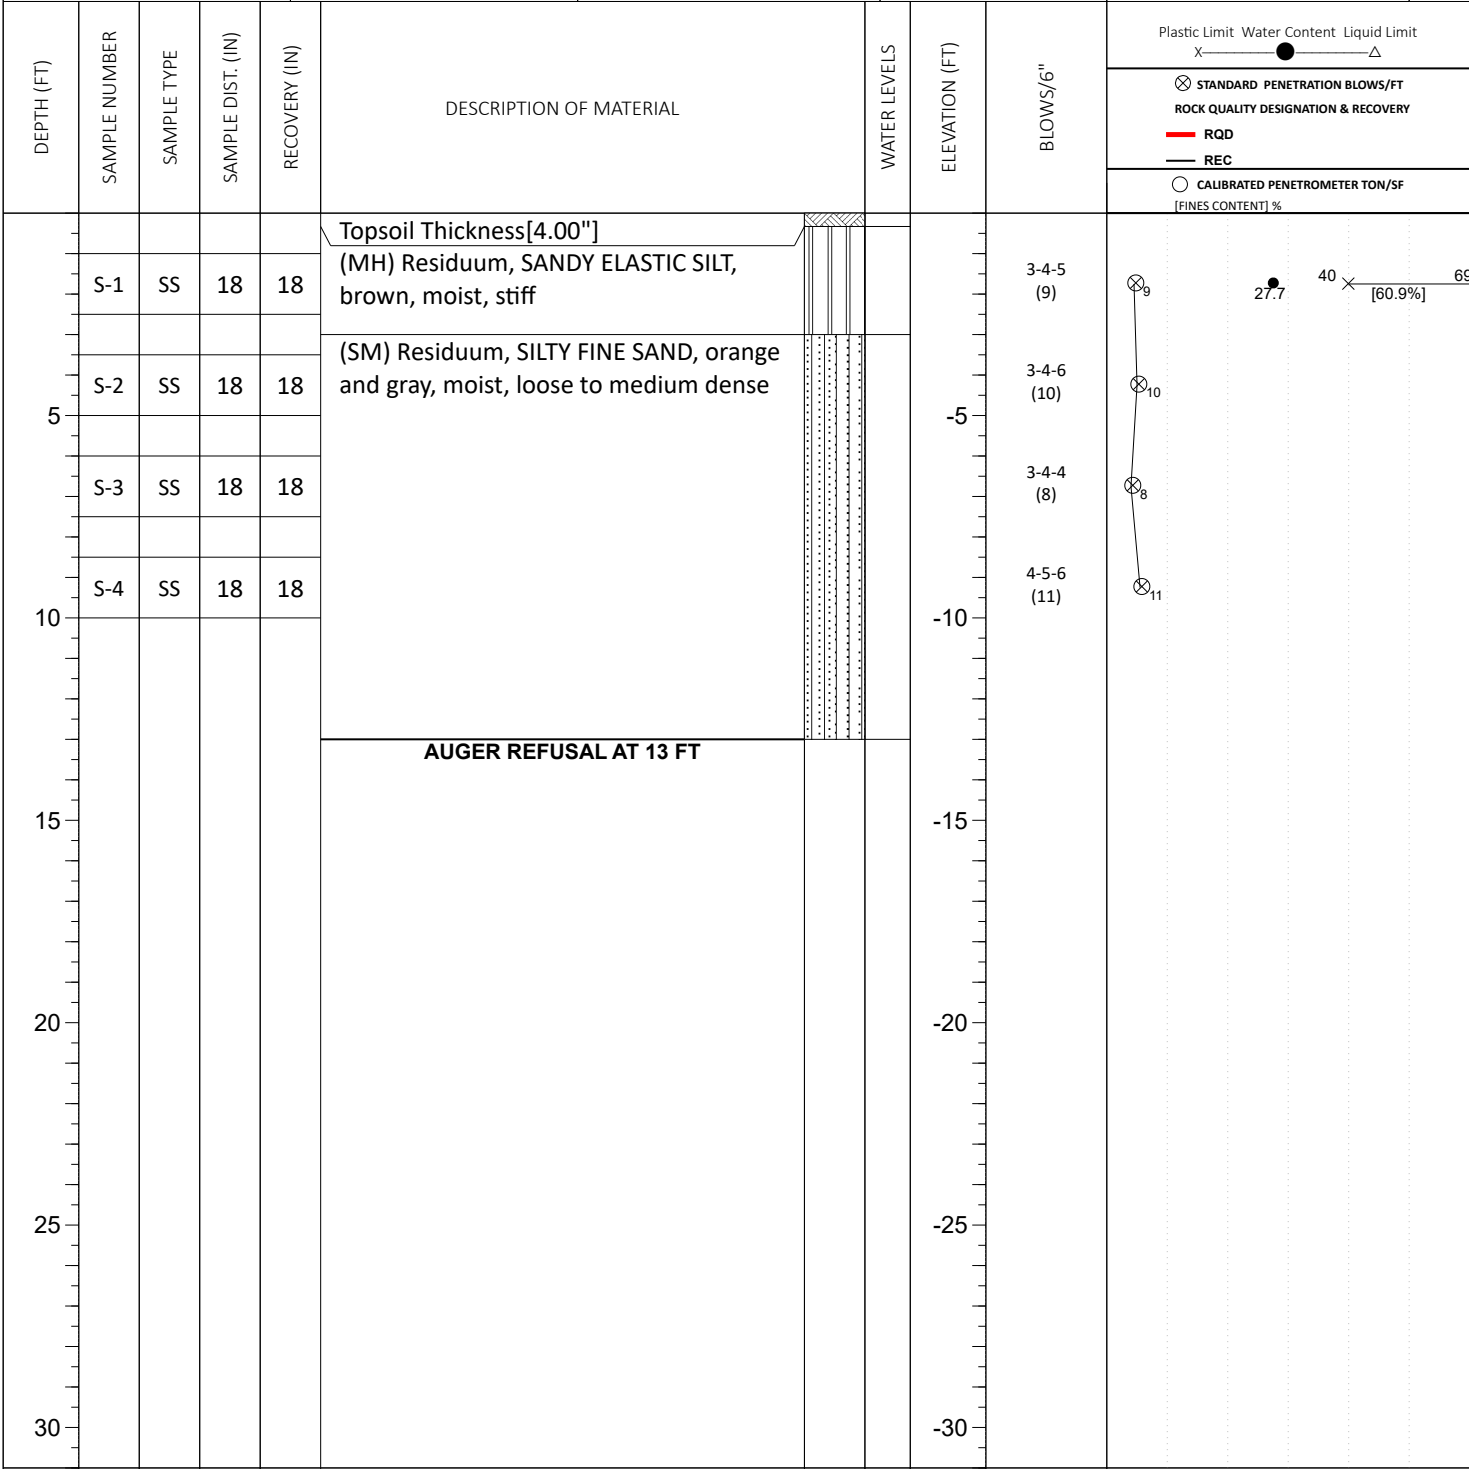 DEPTH (FT)
SAMPLE NUMBER
SAMPLE TYPE
SAMPLE DIST. (IN)
RECOVERY (IN)
DESCRIPTION OF MATERIAL
WATER LEVELS
ELEVATION (FT)
BLOWS/6"
Plastic Limit Water Content Liquid Limit
X
STANDARD PENETRATION BLOWS/FT
ROCK QUALITY DESIGNATION & RECOVERY
RQD
REC
CALIBRATED PENETROMETER TON/SF
[FINES CONTENT] %
Topsoil Thickness[4.00"]
(MH) Residuum, SANDY ELASTIC SILT,
brown, moist, stiff
S-1 SS 18 18
3-4-5
(9)
9
27.7
40
69
[60.9%]
(SM) Residuum, SILTY FINE SAND, orange
and gray, moist, loose to medium dense
S-2 SS 18 18
3-4-6
(10)
10
5
-5
S-3 SS 18 18
3-4-4
(8)
8
S-4 SS 18 18
4-5-6
(11)
11
10
-10
AUGER REFUSAL AT 13 FT
15
-15
20
-20
25
-25
30
-30